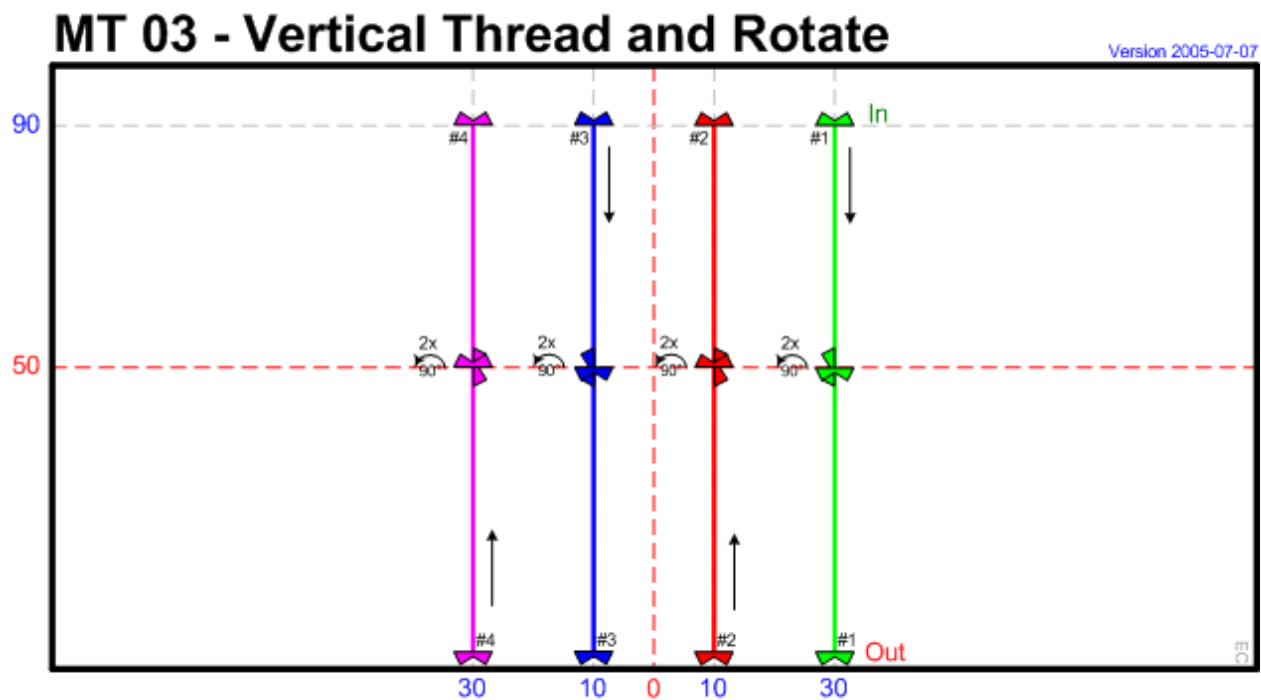 MT 03 - Vertical Thread and Rotate
Version 2005-07-07
90
In
#4 #3 #2 #1
2x 2x 2x 2x
50
90° 90° 90° 90°
#4 #3 #2 #1
Out
EC
30 10 0 10 30